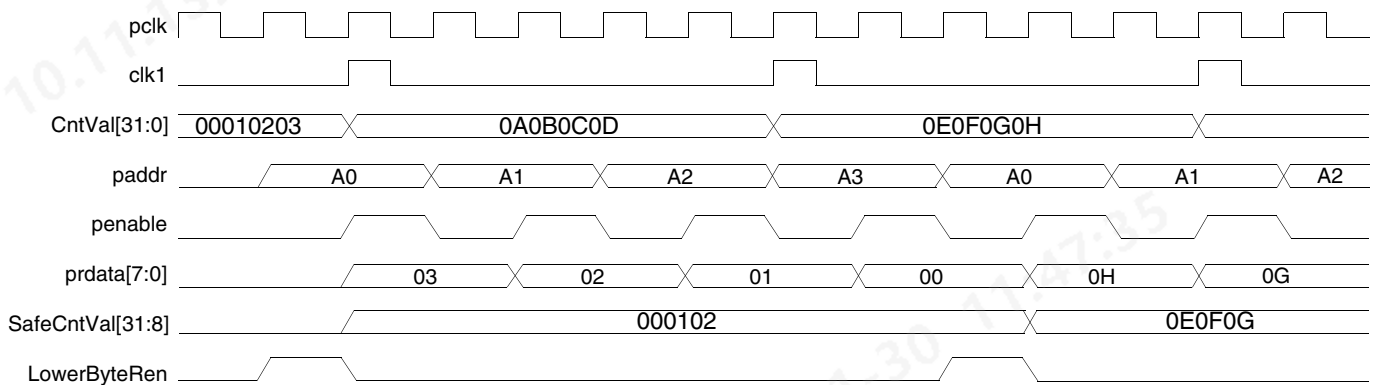 pclk
clk1
CntVal[31:0] 00010203 0A0B0C0D 0E0F0G0H
paddr A0 A1 A2 A3 A0 A1 A2
penable
prdata[7:0] 03 02 01 00 0H 0G
SafeCntVal[31:8] 000102 0E0F0G
LowerByteRen